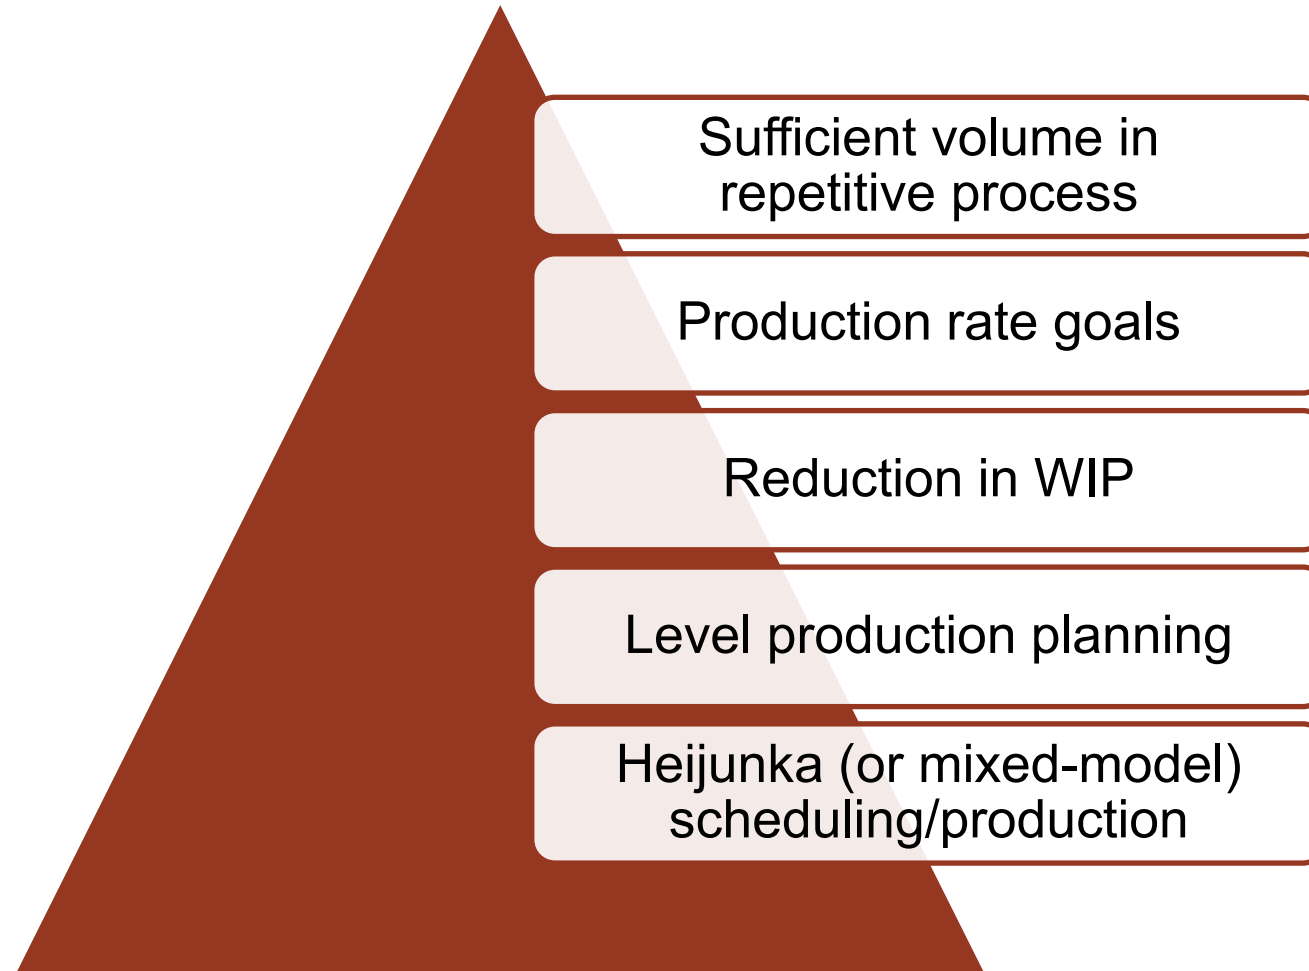 Sufficient volume in
repetitive process
Production rate goals
Reduction in WIP
Level production planning
Heijunka (or mixed-model)
scheduling/production